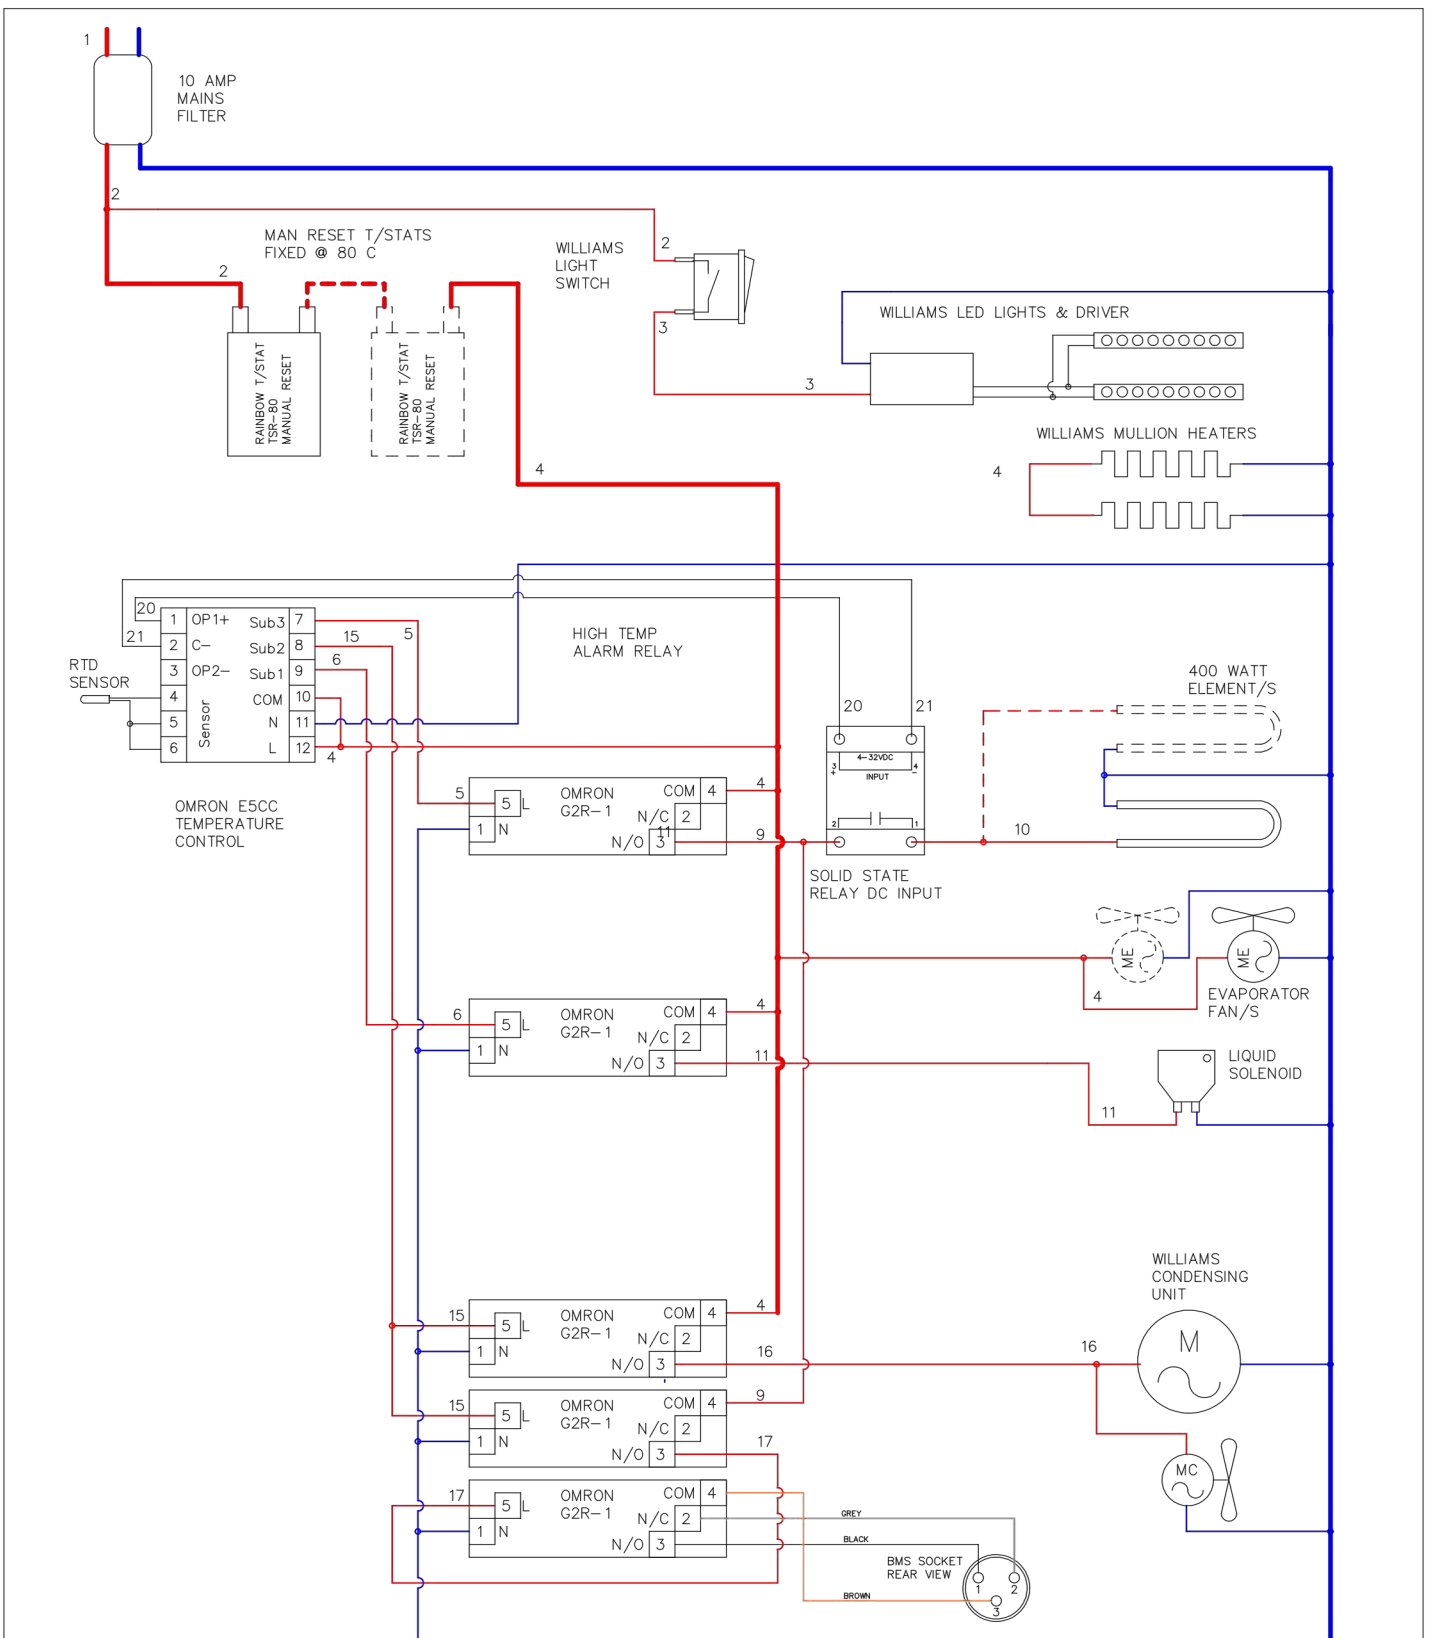 1
10 AMP
MAINS
FILTER
2
MAN RESET T/STATS
FIXED @ 80 C
2
RAINBOW T/STAT
TSR-80
MANUAL RESET
RAINBOW T/STAT
TSR-80
MANUAL RESET
WILLIAMS
LIGHT
SWITCH
2
3
3
WILLIAMS LED LIGHTS & DRIVER
WILLIAMS MULLION HEATERS
4
4
20
21
RTD
SENSOR
1 OP1+ Sub3 7
2 C- Sub2 8
3 OP2- Sub1 9
4 COM 10
5 N 11
6 L 12
Sensor
5
15
6
4
OMRON E5CC
TEMPERATURE
CONTROL
HIGH TEMP
ALARM RELAY
20
21
4-32VDC
3
+
4
-
INPUT
2
1
SOLID STATE
RELAY DC INPUT
400 WATT
ELEMENT/S
10
5
5 L
1 N
OMRON
G2R-1
COM 4
N/C 2
11
N/O 3
4
9
ME
ME
4
EVAPORATOR
FAN/S
6
5 L
1 N
OMRON
G2R-1
COM 4
N/C 2
N/O 3
4
11
LIQUID
SOLENOID
11
WILLIAMS
CONDENSING
UNIT
15
5 L
1 N
OMRON
G2R-1
COM 4
N/C 2
N/O 3
4
16
16
M
15
5 L
1 N
OMRON
G2R-1
COM 4
N/C 2
N/O 3
9
17
MC
17
5 L
1 N
OMRON
G2R-1
COM 4
N/C 2
N/O 3
GREY
BLACK
BROWN
BMS SOCKET
REAR VIEW
1
2
3